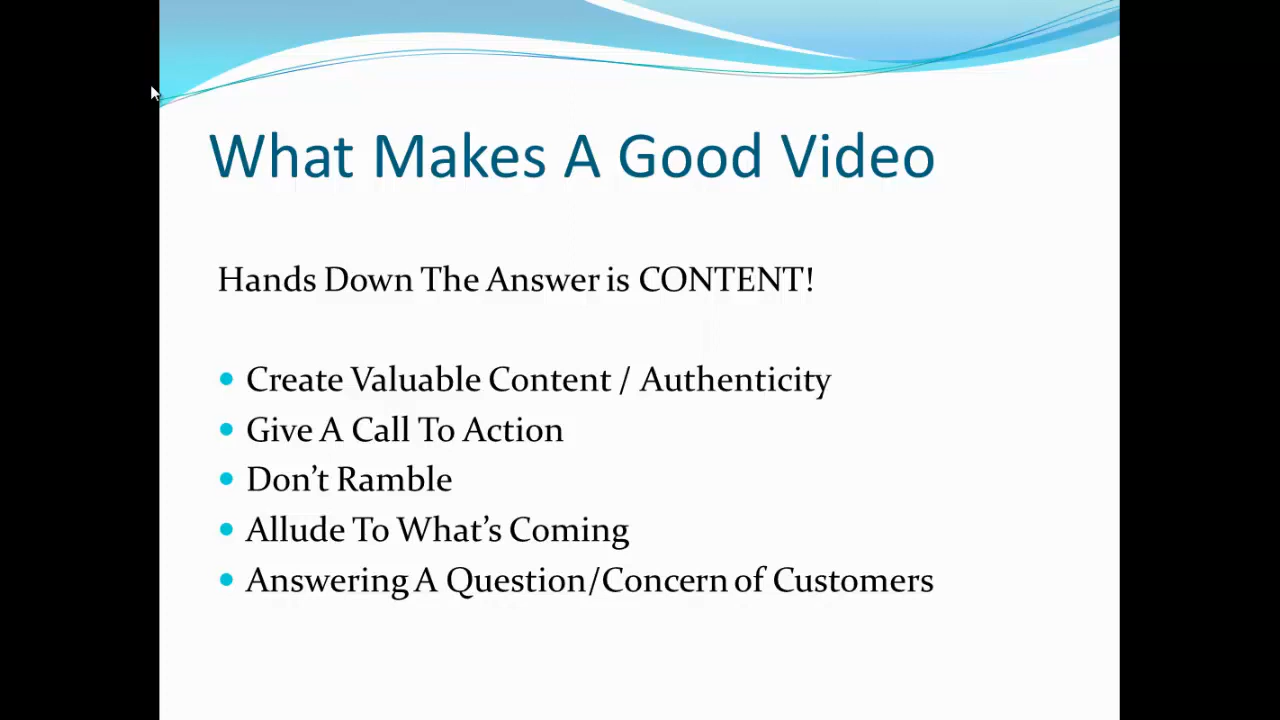 What Makes A Good Video
Hands Down The Answer is CONTENT!
• Create Valuable Content / Authenticity
• Give A Call To Action
• Don’t Ramble
• Allude To What’s Coming
• Answering A Question/Concern of Customers